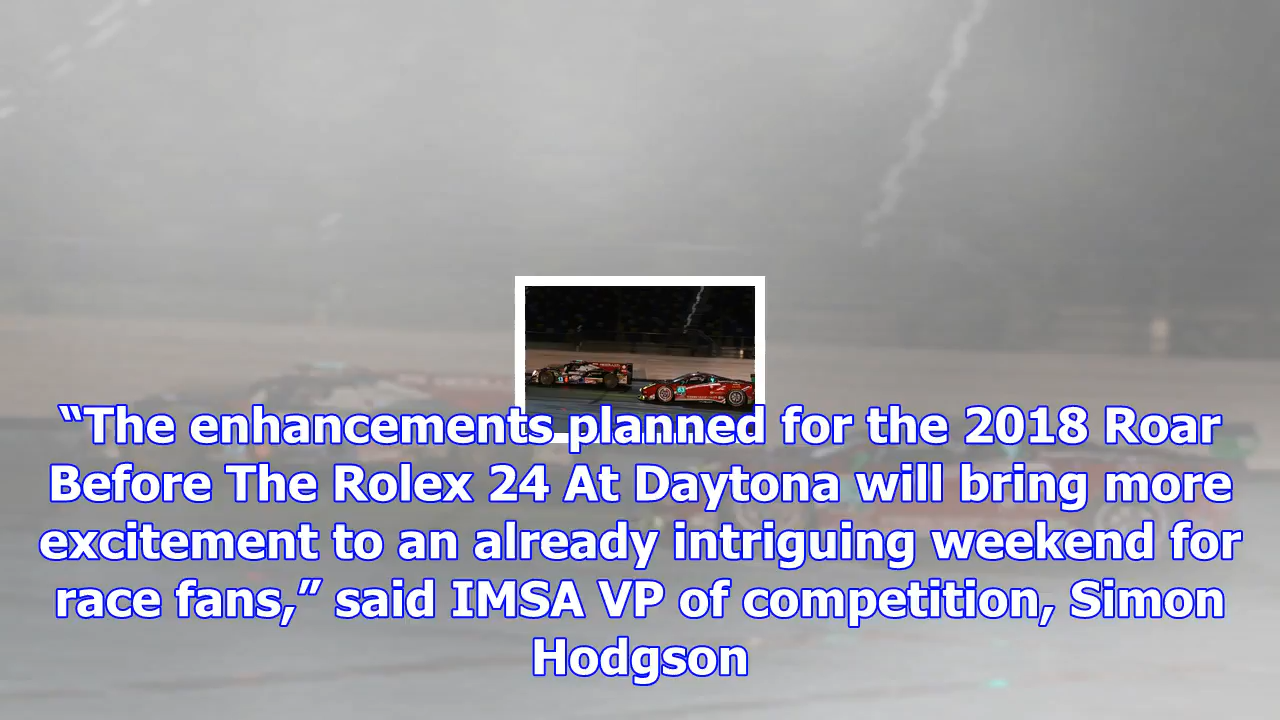 “The enhancements planned for the 2018 Roar
Before The Rolex 24 At Daytona will bring more
excitement to an already intriguing weekend for
race fans,” said IMSA VP of competition, Simon
Hodgson